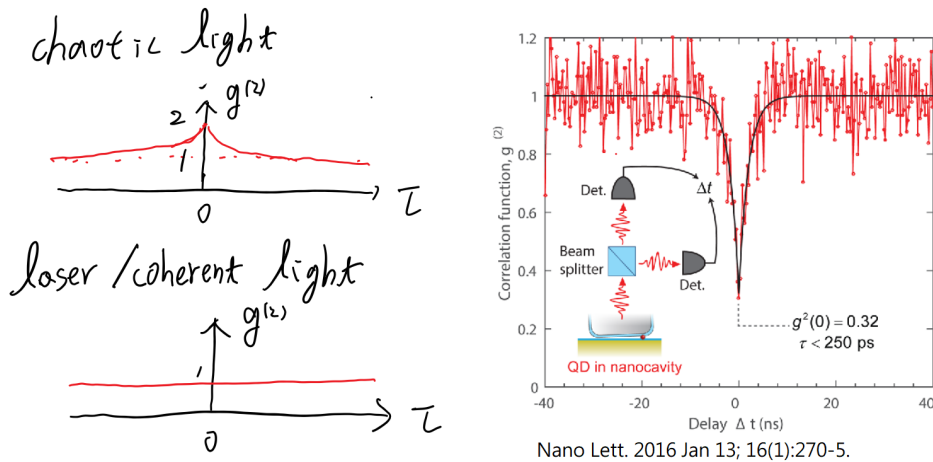 chaotic light
g(2)
2
1
0
τ
laser/coherent light
g(2)
1
0
τ
Correlation function, g (2)
1.2
1
0.8
0.6
0.4
0.2
0
-40
-20
0
20
40
Delay Δ t (ns)
Det.
Δt
Beam
splitter
Det.
QD in nanocavity
g²(0) = 0.32
τ < 250 ps
Nano Lett. 2016 Jan 13; 16(1):270-5.